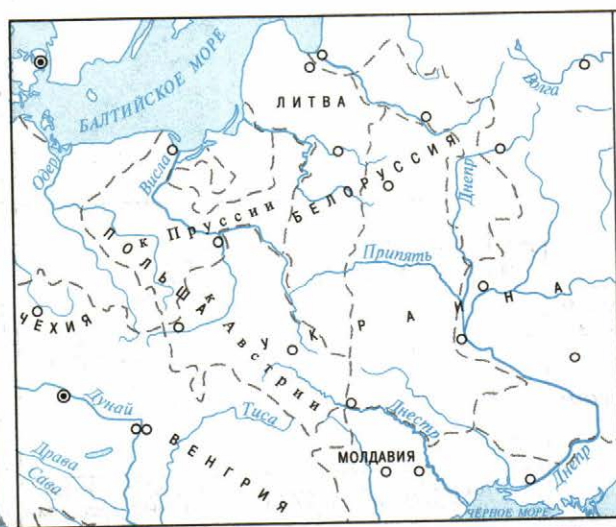 БАЛТИЙСКОЕ МОРЕ
ЛИТВА
Волга
Одер
Висла
БЕЛОРУССИЯ
Днепр
к Пруссии
ПОЛЬША
Припять
ЧЕХИЯ
к Австрии
УКРАИНА
Дунай
Тиса
Днестр
ВЕНГРИЯ
МОЛДАВИЯ
Драва
Сава
Днепр
ЧЕРНОЕ МОРЕ